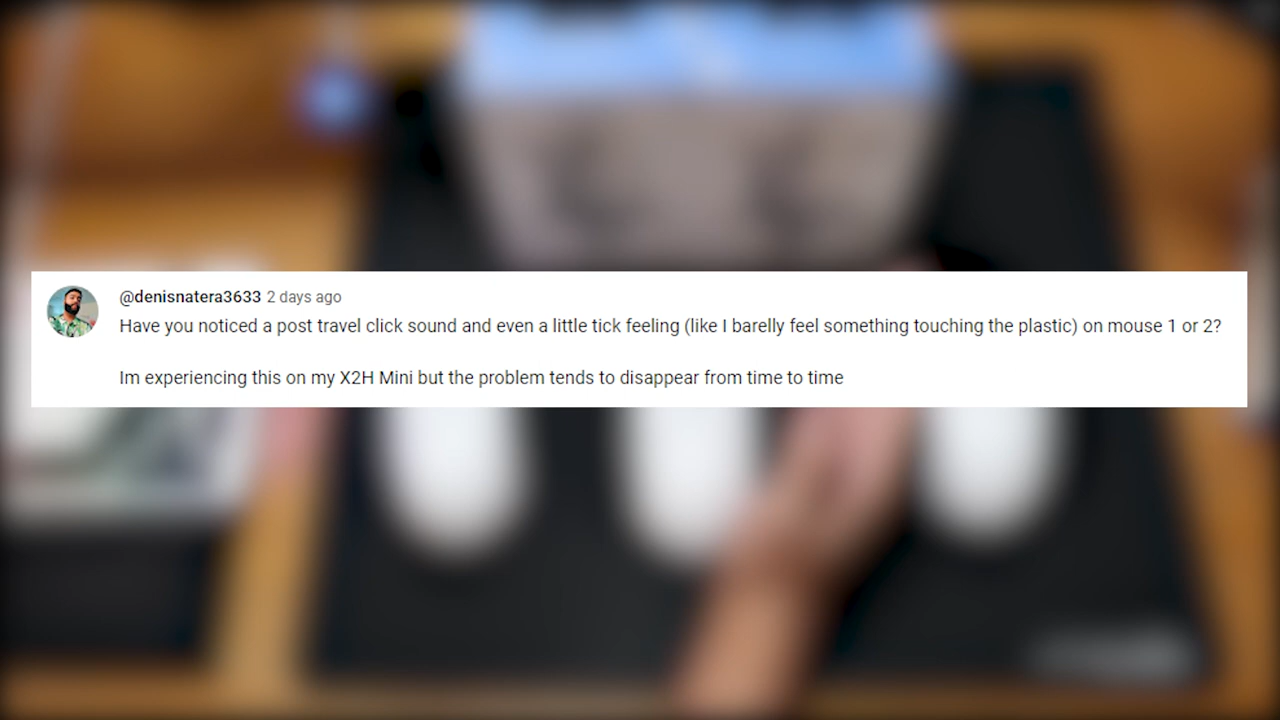 @denisnatera3633 2 days ago
Have you noticed a post travel click sound and even a little tick feeling (like I barelly feel something touching the plastic) on mouse 1 or 2?
Im experiencing this on my X2H Mini but the problem tends to disappear from time to time